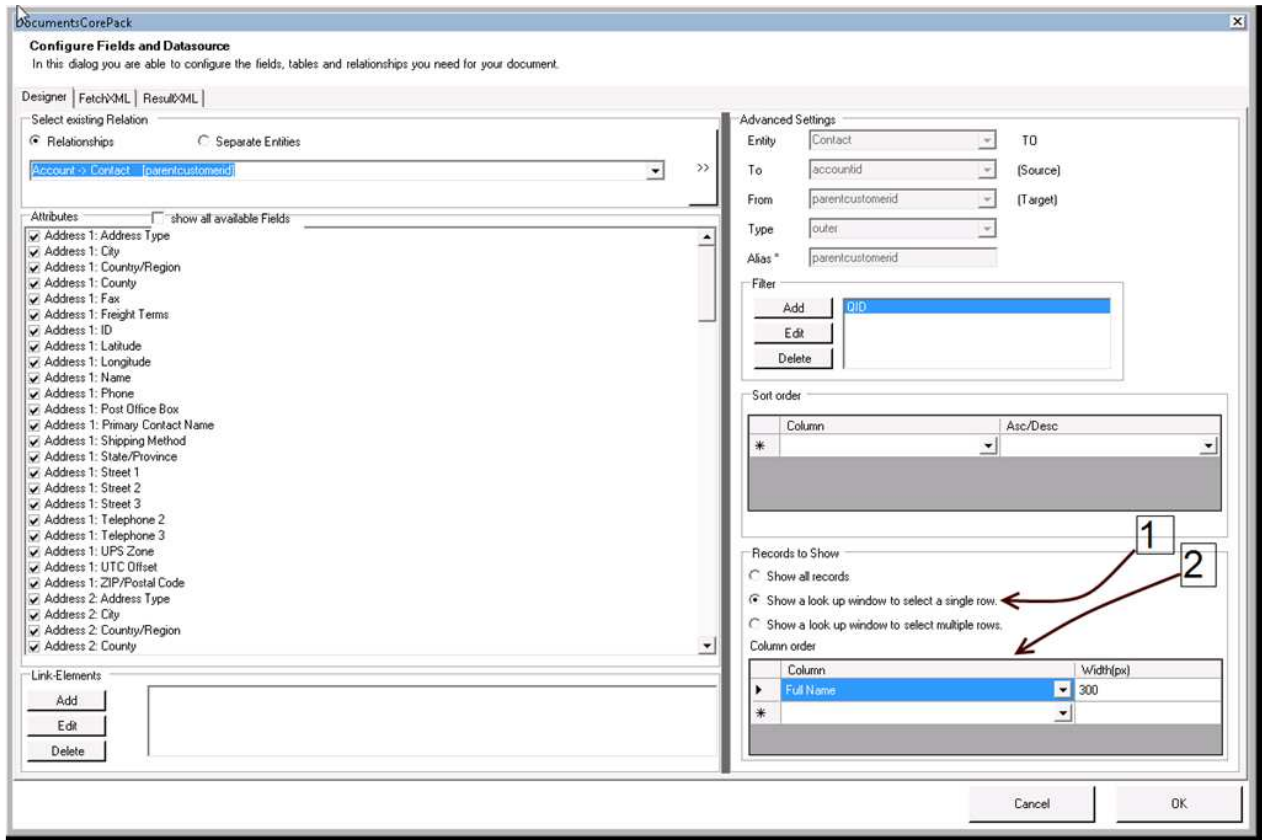 DocumentsCorePack
Configure Fields and Datasource
In this dialog you are able to configure the fields, tables and relationships you need for your document.
Designer FetchXML ResultXML
Select existing Relation
Relationships Separate Entities
Account -> Contact [parentcustomerid]
>>
Attributes show all available Fields
Address 1: Address Type
Address 1: City
Address 1: Country/Region
Address 1: County
Address 1: Fax
Address 1: Freight Terms
Address 1: ID
Address 1: Latitude
Address 1: Longitude
Address 1: Name
Address 1: Phone
Address 1: Post Office Box
Address 1: Primary Contact Name
Address 1: Shipping Method
Address 1: State/Province
Address 1: Street 1
Address 1: Street 2
Address 1: Street 3
Address 1: Telephone 2
Address 1: Telephone 3
Address 1: UPS Zone
Address 1: UTC Offset
Address 1: ZIP/Postal Code
Address 2: Address Type
Address 2: City
Address 2: Country/Region
Address 2: County
Link-Elements
Add
Edit
Delete
Advanced Settings
Entity Contact TO
To accountid (Source)
From parentcustomerid (Target)
Type outer
Alias * parentcustomerid
Filter
Add QID
Edit
Delete
Sort order
Column Asc/Desc
1
2
Records to Show
Show all records
Show a look up window to select a single row.
Show a look up window to select multiple rows.
Column order
Column Width(px)
Full Name 300
Cancel OK